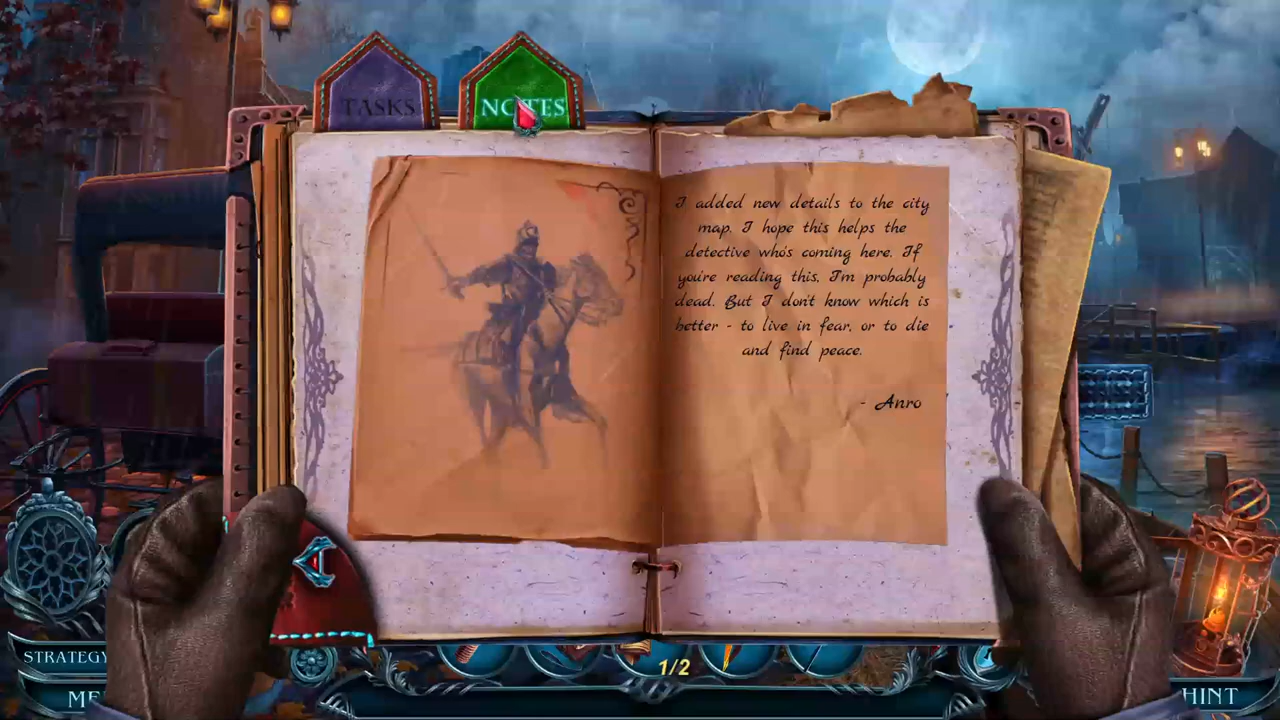 TASKS
NOTES
I added new details to the city
map. I hope this helps the
detective who's coming here. If
you're reading this, I'm probably
dead. But I don't know which is
better - to live in fear, or to die
and find peace.
- Anro
STRATEGY
ME
1/2
HINT